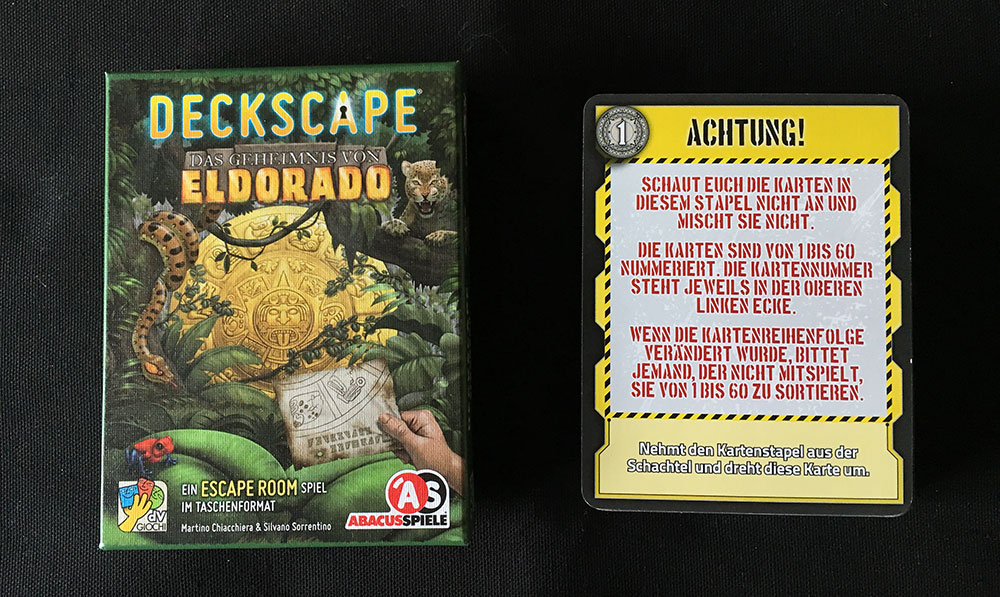 DECKSCAPE®
DAS GEHEIMNIS VON
ELDORADO
EIN ESCAPE ROOM SPIEL
IM TASCHENFORMAT
Martino Chiacchiera & Silvano Sorrentino
dV
GIOCHI
AS
ABACUSSPIELE
1
ACHTUNG!
SCHAUT EUCH DIE KARTEN IN
DIESEM STAPEL NICHT AN UND
MISCHT SIE NICHT.
DIE KARTEN SIND VON 1 BIS 60
NUMMERIERT. DIE KARTENNUMMER
STEHT JEWEILS IN DER OBEREN
LINKEN ECKE.
WENN DIE KARTENREIHENFOLGE
VERÄNDERT WURDE, BITTET
JEMAND, DER NICHT MITSPIELT,
SIE VON 1 BIS 60 ZU SORTIEREN.
Nehmt den Kartenstapel aus der
Schachtel und dreht diese Karte um.